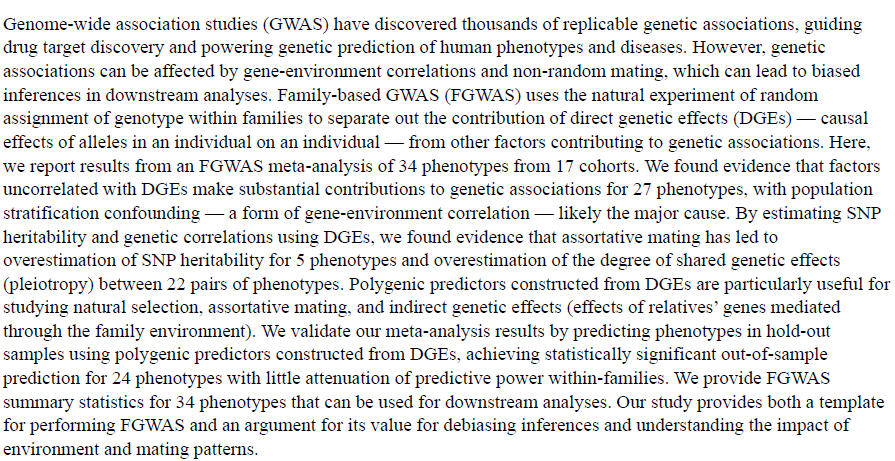 Genome-wide association studies (GWAS) have discovered thousands of replicable genetic associations, guiding
drug target discovery and powering genetic prediction of human phenotypes and diseases. However, genetic
associations can be affected by gene-environment correlations and non-random mating, which can lead to biased
inferences in downstream analyses. Family-based GWAS (FGWAS) uses the natural experiment of random
assignment of genotype within families to separate out the contribution of direct genetic effects (DGEs) — causal
effects of alleles in an individual on an individual — from other factors contributing to genetic associations. Here,
we report results from an FGWAS meta-analysis of 34 phenotypes from 17 cohorts. We found evidence that factors
uncorrelated with DGEs make substantial contributions to genetic associations for 27 phenotypes, with population
stratification confounding — a form of gene-environment correlation — likely the major cause. By estimating SNP
heritability and genetic correlations using DGEs, we found evidence that assortative mating has led to
overestimation of SNP heritability for 5 phenotypes and overestimation of the degree of shared genetic effects
(pleiotropy) between 22 pairs of phenotypes. Polygenic predictors constructed from DGEs are particularly useful for
studying natural selection, assortative mating, and indirect genetic effects (effects of relatives’ genes mediated
through the family environment). We validate our meta-analysis results by predicting phenotypes in hold-out
samples using polygenic predictors constructed from DGEs, achieving statistically significant out-of-sample
prediction for 24 phenotypes with little attenuation of predictive power within-families. We provide FGWAS
summary statistics for 34 phenotypes that can be used for downstream analyses. Our study provides both a template
for performing FGWAS and an argument for its value for debiasing inferences and understanding the impact of
environment and mating patterns.